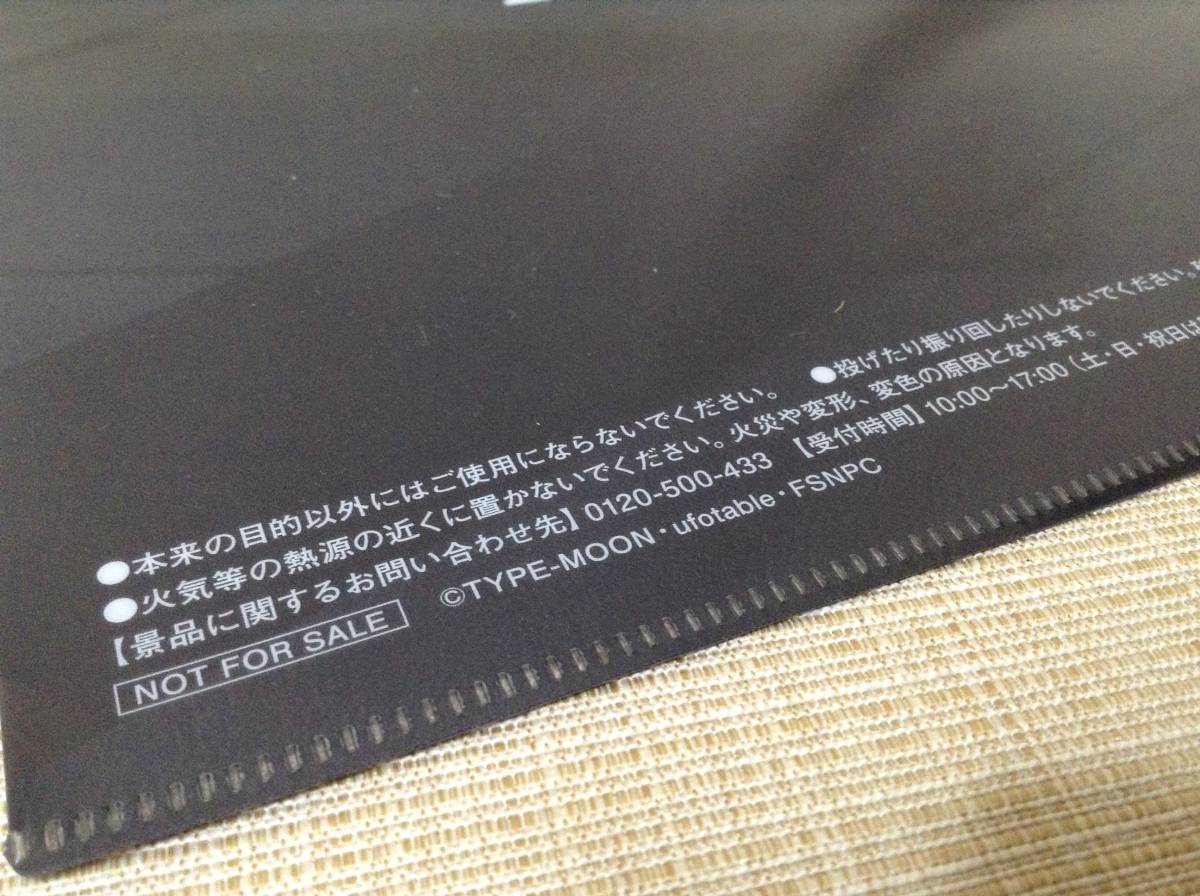 ●本来の目的以外にはご使用にならないでください。 ●投げたり振り回したりしないでください。
●火気等の熱源の近くに置かないでください。火災や変形、変色の原因となります。
【景品に関するお問い合わせ先】0120-500-433 【受付時間】10:00～17:00（土・日・祝日は
NOT FOR SALE ©TYPE-MOON・ufotable・FSNPC